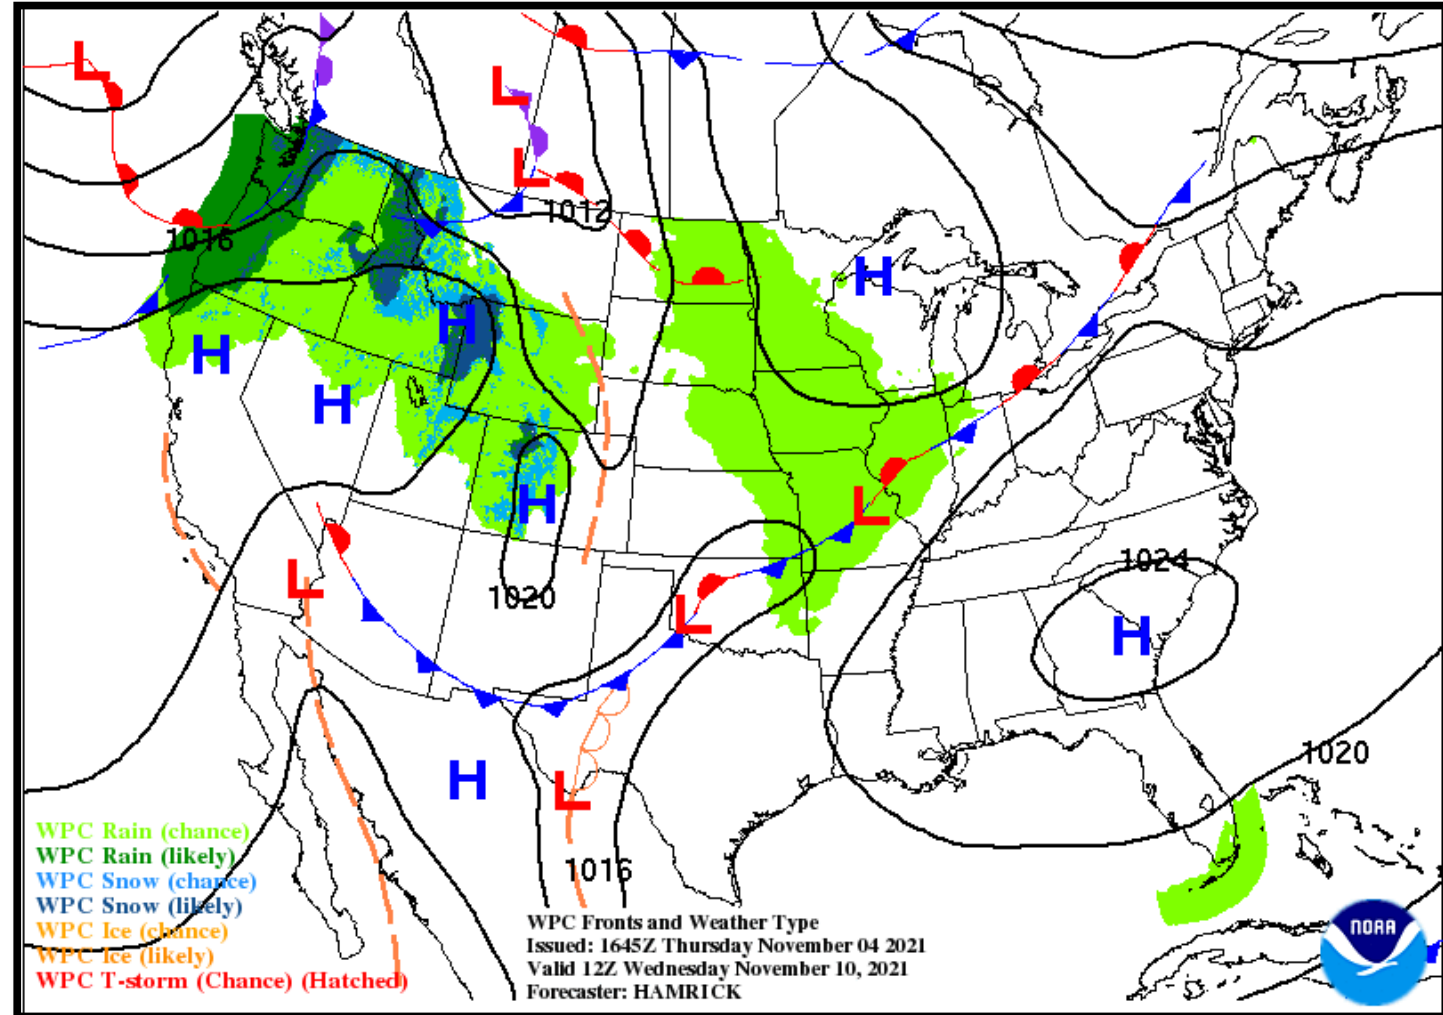 L
L
L
1012
1016
H
H
H
H
H
L
1020
1024
L
L
H
H
L
1020
1016
WPC Rain (chance)
WPC Rain (likely)
WPC Snow (chance)
WPC Snow (likely)
WPC Ice (chance)
WPC Ice (likely)
WPC T-storm (Chance) (Hatched)
WPC Fronts and Weather Type
Issued: 1645Z Thursday November 04 2021
Valid 12Z Wednesday November 10, 2021
Forecaster: HAMRICK
NOAA